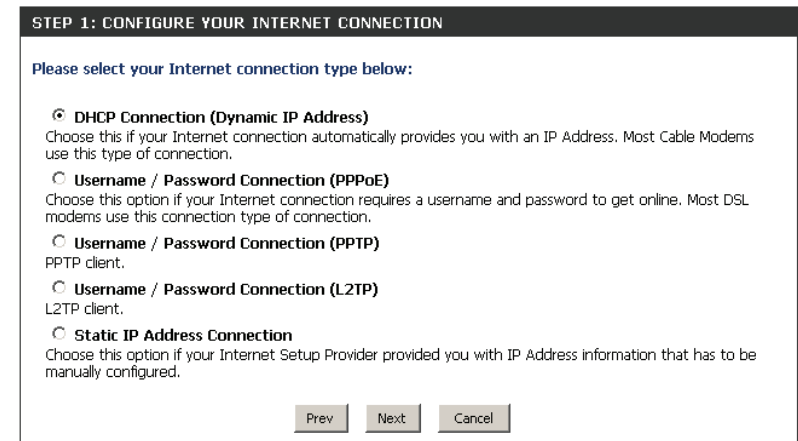 STEP 1: CONFIGURE YOUR INTERNET CONNECTION
Please select your Internet connection type below:
DHCP Connection (Dynamic IP Address)
Choose this if your Internet connection automatically provides you with an IP Address. Most Cable Modems
use this type of connection.
Username / Password Connection (PPPoE)
Choose this option if your Internet connection requires a username and password to get online. Most DSL
modems use this connection type of connection.
Username / Password Connection (PPTP)
PPTP client.
Username / Password Connection (L2TP)
L2TP client.
Static IP Address Connection
Choose this option if your Internet Setup Provider provided you with IP Address information that has to be
manually configured.
Prev Next Cancel